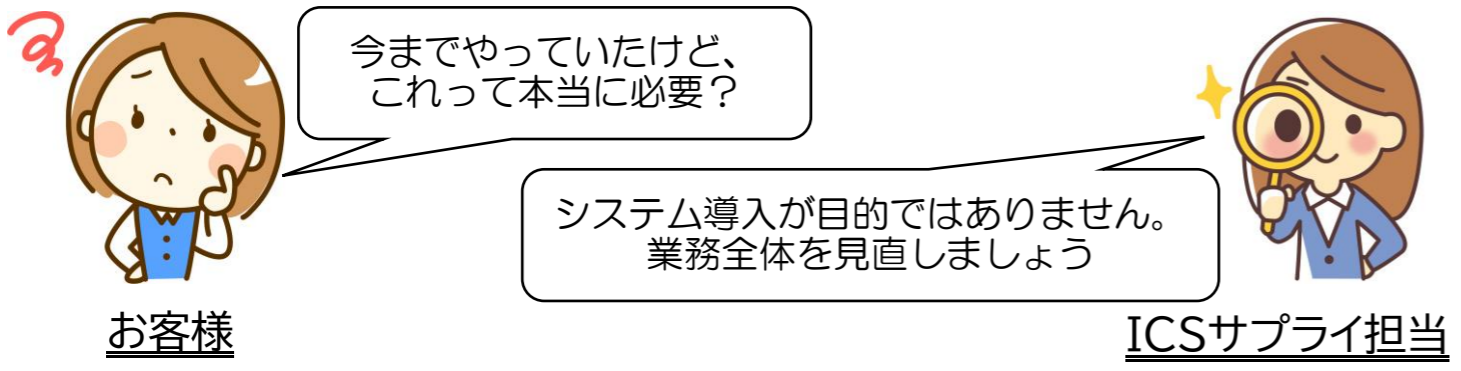 今までやっていたけど、
これって本当に必要？
システム導入が目的ではありません。
業務全体を見直しましょう
お客様
ICSサプライ担当